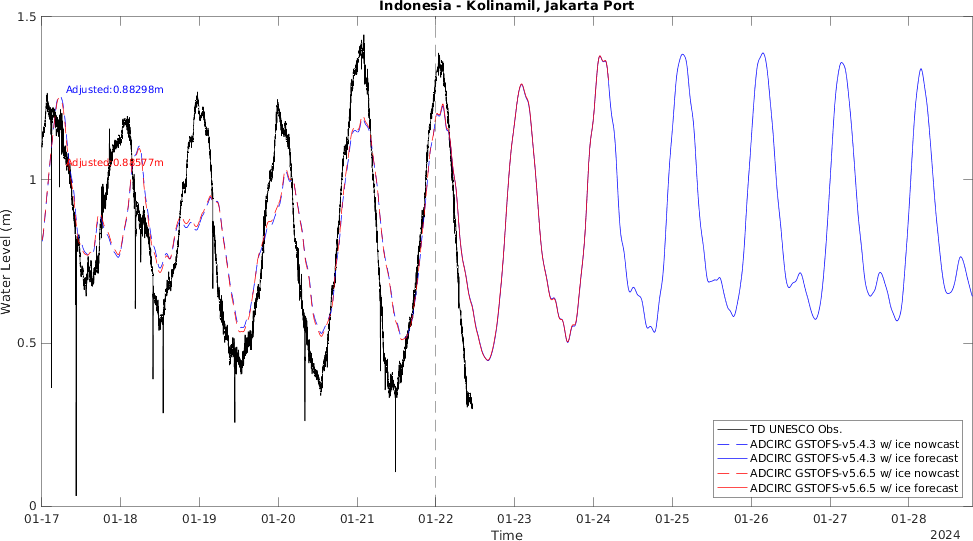 Indonesia - Kolinamil, Jakarta Port
1.5
1
0.5
0
Water Level (m)
Adjusted:0.88298m
Adjusted:0.88577m
TD UNESCO Obs.
ADCIRC GSTOFS-v5.4.3 w/ ice nowcast
ADCIRC GSTOFS-v5.4.3 w/ ice forecast
ADCIRC GSTOFS-v5.6.5 w/ ice nowcast
ADCIRC GSTOFS-v5.6.5 w/ ice forecast
01-17 01-18 01-19 01-20 01-21 01-22 01-23 01-24 01-25 01-26 01-27 01-28
Time
2024